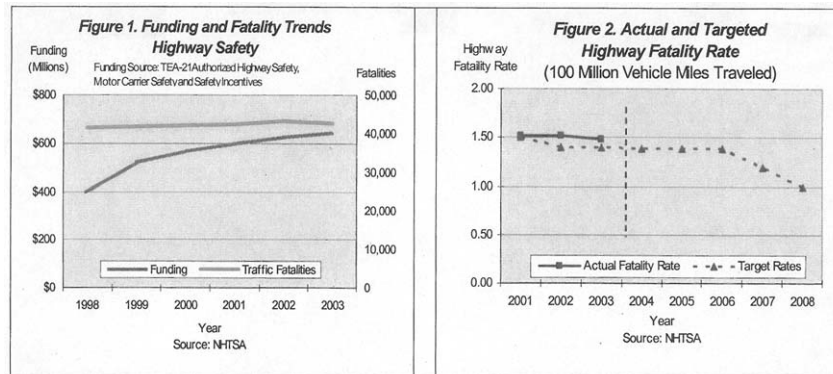 Figure 1. Funding and Fatality Trends
Highway Safety
Funding
(Millions)
Funding Source: TEA-21 Authorized Highway Safety,
Motor Carrier Safety and Safety Incentives
Fatalities
$800
$600
$400
$200
$0
50,000
40,000
30,000
20,000
10,000
0
Funding
Traffic Fatalities
1998 1999 2000 2001 2002 2003
Year
Source: NHTSA
Figure 2. Actual and Targeted
Highway Fatality Rate
(100 Million Vehicle Miles Traveled)
Highway
Fatality Rate
2.00
1.50
1.00
0.50
0.00
Actual Fatality Rate
Target Rates
2001 2002 2003 2004 2005 2006 2007 2008
Year
Source: NHTSA